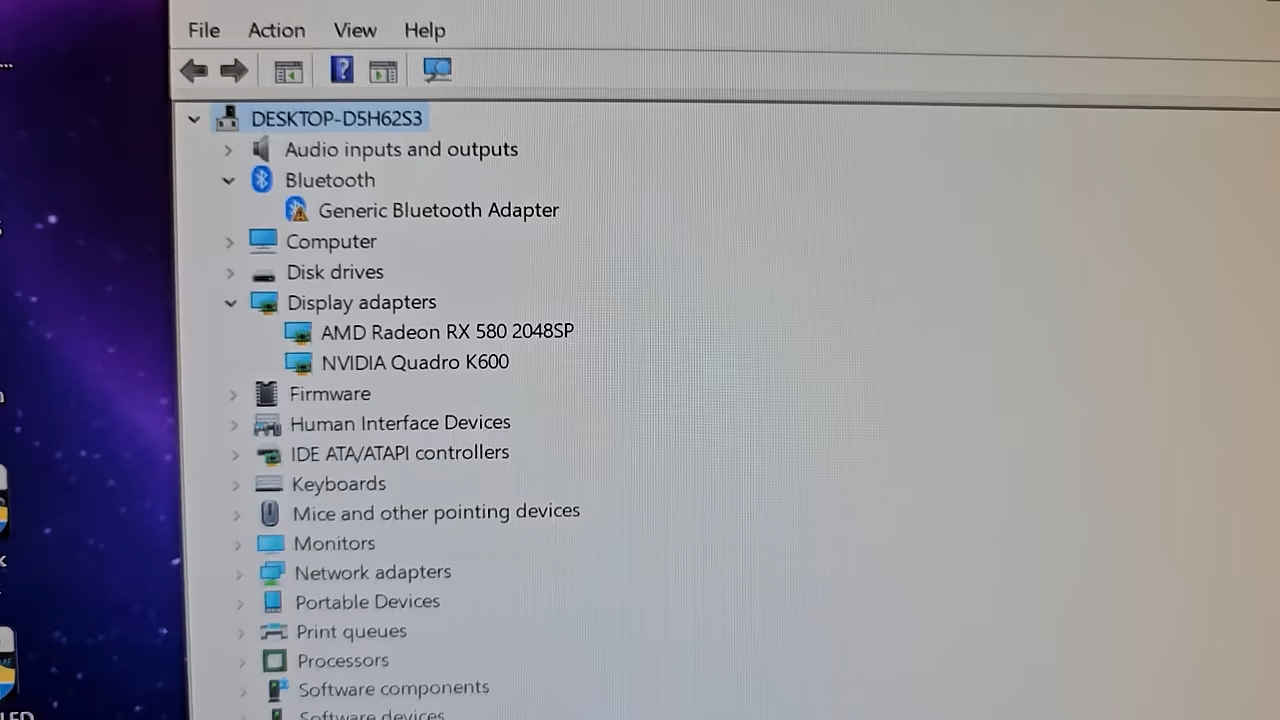 File Action View Help
DESKTOP-D5H62S3
Audio inputs and outputs
Bluetooth
Generic Bluetooth Adapter
Computer
Disk drives
Display adapters
AMD Radeon RX 580 2048SP
NVIDIA Quadro K600
Firmware
Human Interface Devices
IDE ATA/ATAPI controllers
Keyboards
Mice and other pointing devices
Monitors
Network adapters
Portable Devices
Print queues
Processors
Software components
Software devices